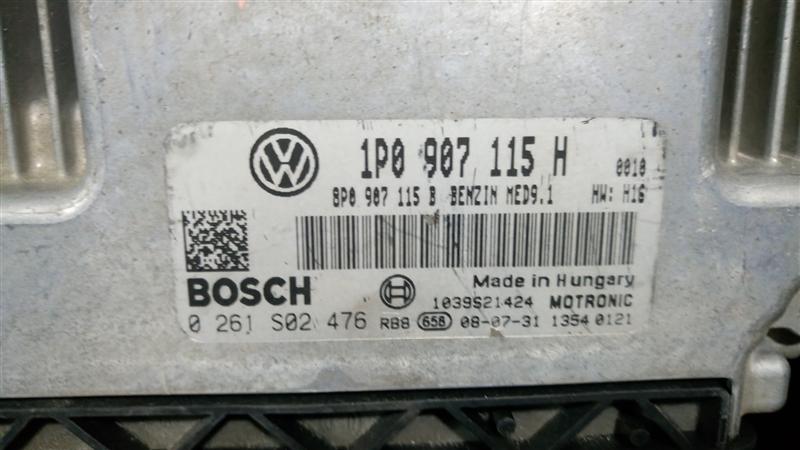 VW
1P0 907 115 H 0010
8P0 907 115 B BENZIN MED9.1 HW: H16
BOSCH Made in Hungary
1039S21424 MOTRONIC
0 261 S02 476 RB8 658 08-07-31 1354 0121